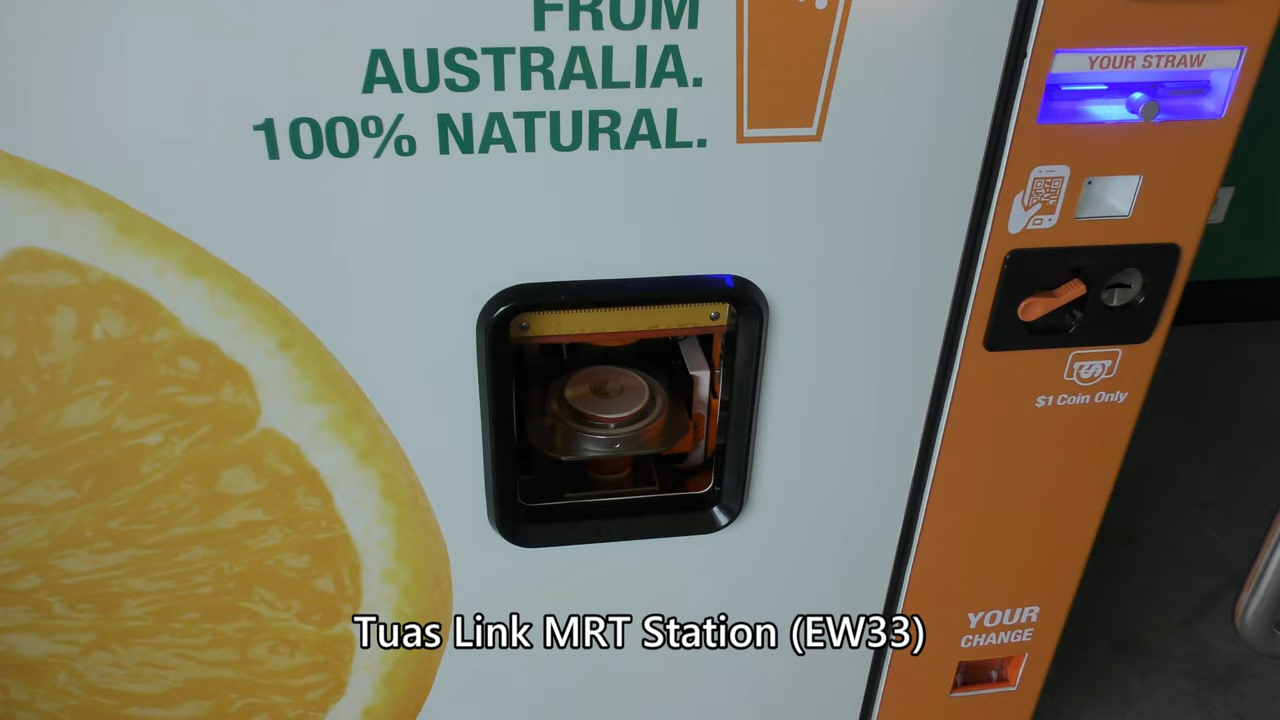 FROM
AUSTRALIA.
100% NATURAL.
YOUR STRAW
$1 Coin Only
YOUR
CHANGE
Tuas Link MRT Station (EW33)